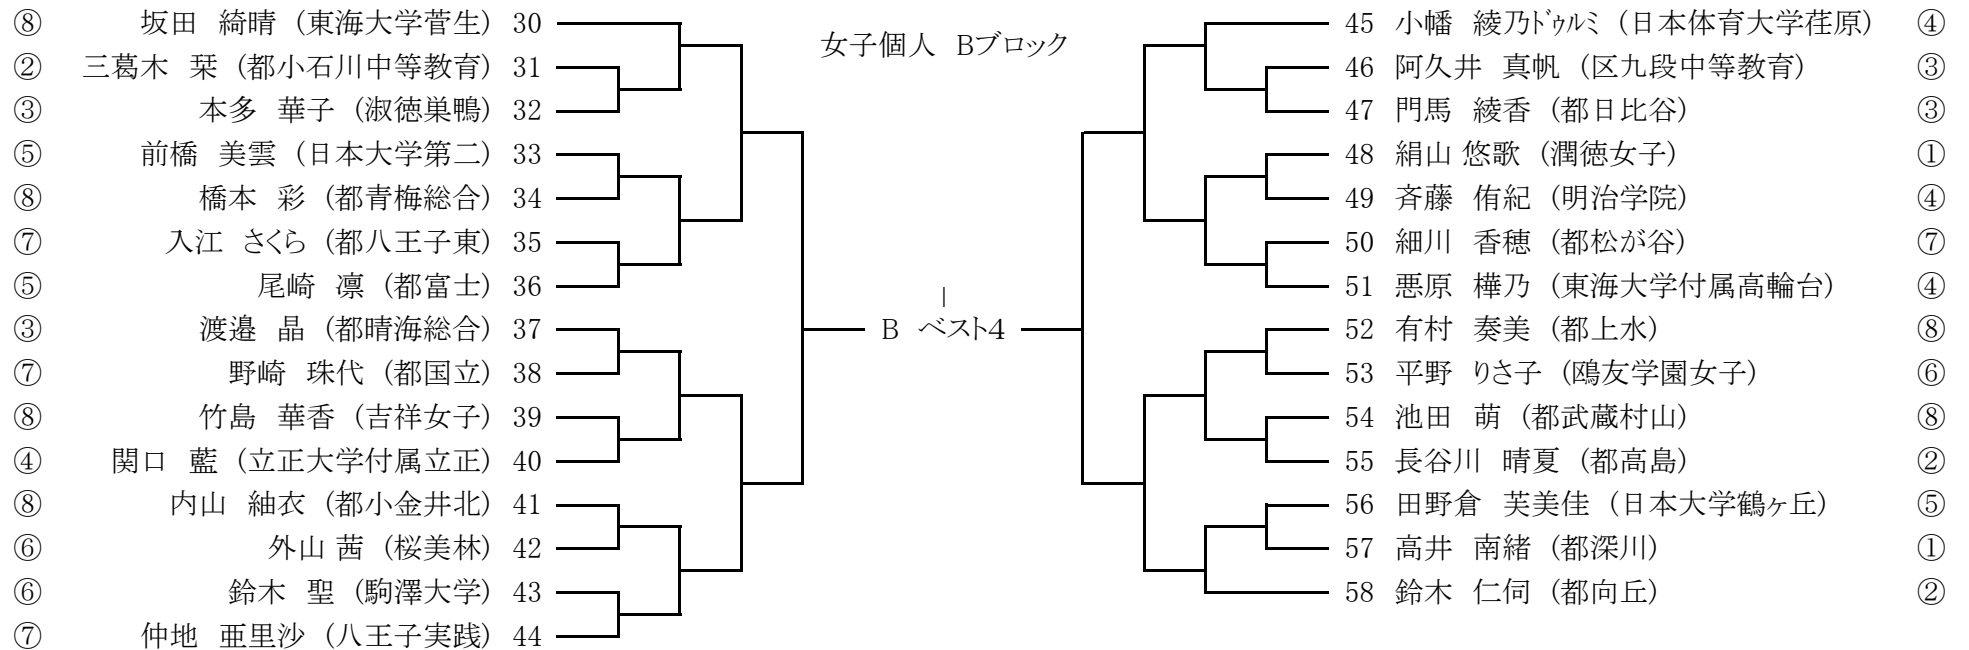 女子個人 Bブロック
⑧ 坂田 綺晴 (東海大学菅生) 30
② 三葛木 栞 (都小石川中等教育) 31
③ 本多 華子 (淑徳巣鴨) 32
⑤ 前橋 美雲 (日本大学第二) 33
⑧ 橋本 彩 (都青梅総合) 34
⑦ 入江 さくら (都八王子東) 35
⑤ 尾崎 凛 (都富士) 36
③ 渡邉 晶 (都晴海総合) 37
⑦ 野崎 珠代 (都国立) 38
⑧ 竹島 華香 (吉祥女子) 39
④ 関口 藍 (立正大学付属立正) 40
⑧ 内山 紬衣 (都小金井北) 41
⑥ 外山 茜 (桜美林) 42
⑥ 鈴木 聖 (駒澤大学) 43
⑦ 仲地 亜里沙 (八王子実践) 44
|
B ベスト4
45 小幡 綾乃ドゥルミ (日本体育大学荏原) ④
46 阿久井 真帆 (区九段中等教育) ③
47 門馬 綾香 (都日比谷) ③
48 絹山 悠歌 (潤徳女子) ①
49 斉藤 侑紀 (明治学院) ④
50 細川 香穂 (都松が谷) ⑦
51 悪原 樺乃 (東海大学付属高輪台) ④
52 有村 奏美 (都上水) ⑧
53 平野 りさ子 (鴎友学園女子) ⑥
54 池田 萌 (都武蔵村山) ⑧
55 長谷川 晴夏 (都高島) ②
56 田野倉 芙美佳 (日本大学鶴ヶ丘) ⑤
57 高井 南緒 (都深川) ①
58 鈴木 仁伺 (都向丘) ②